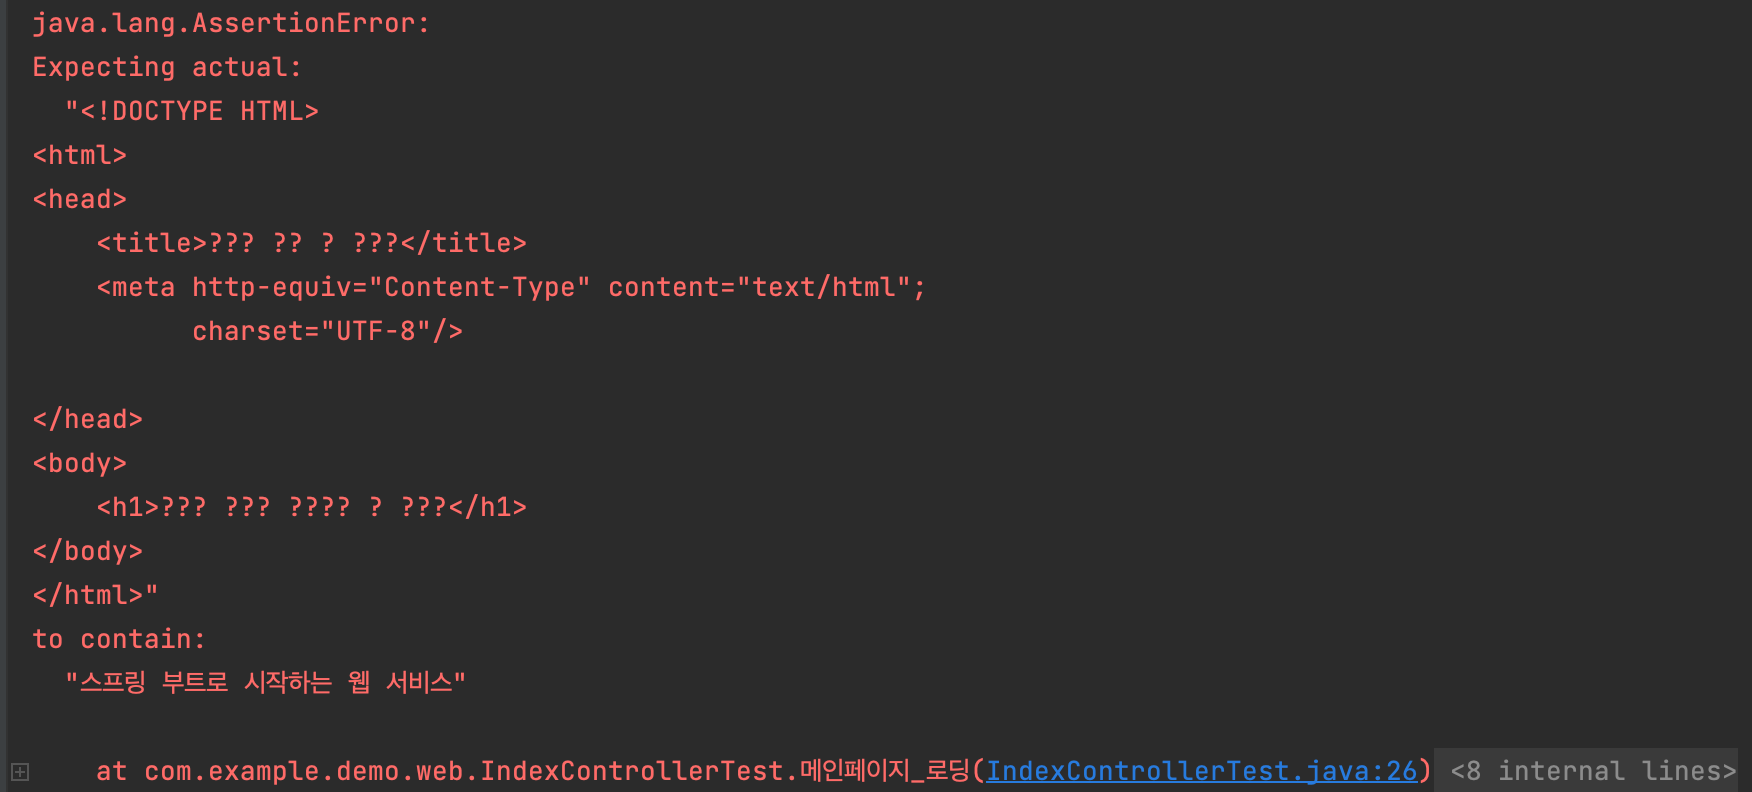 java.lang.AssertionError:
Expecting actual:
  "<!DOCTYPE HTML>
<html>
<head>
    <title>??? ?? ? ???</title>
    <meta http-equiv="Content-Type" content="text/html";
          charset="UTF-8"/>

</head>
<body>
    <h1>??? ??? ???? ? ???</h1>
</body>
</html>"
to contain:
  "스프링 부트로 시작하는 웹 서비스"

    at com.example.demo.web.IndexControllerTest.메인페이지_로딩(IndexControllerTest.java:26) <8 internal lines>